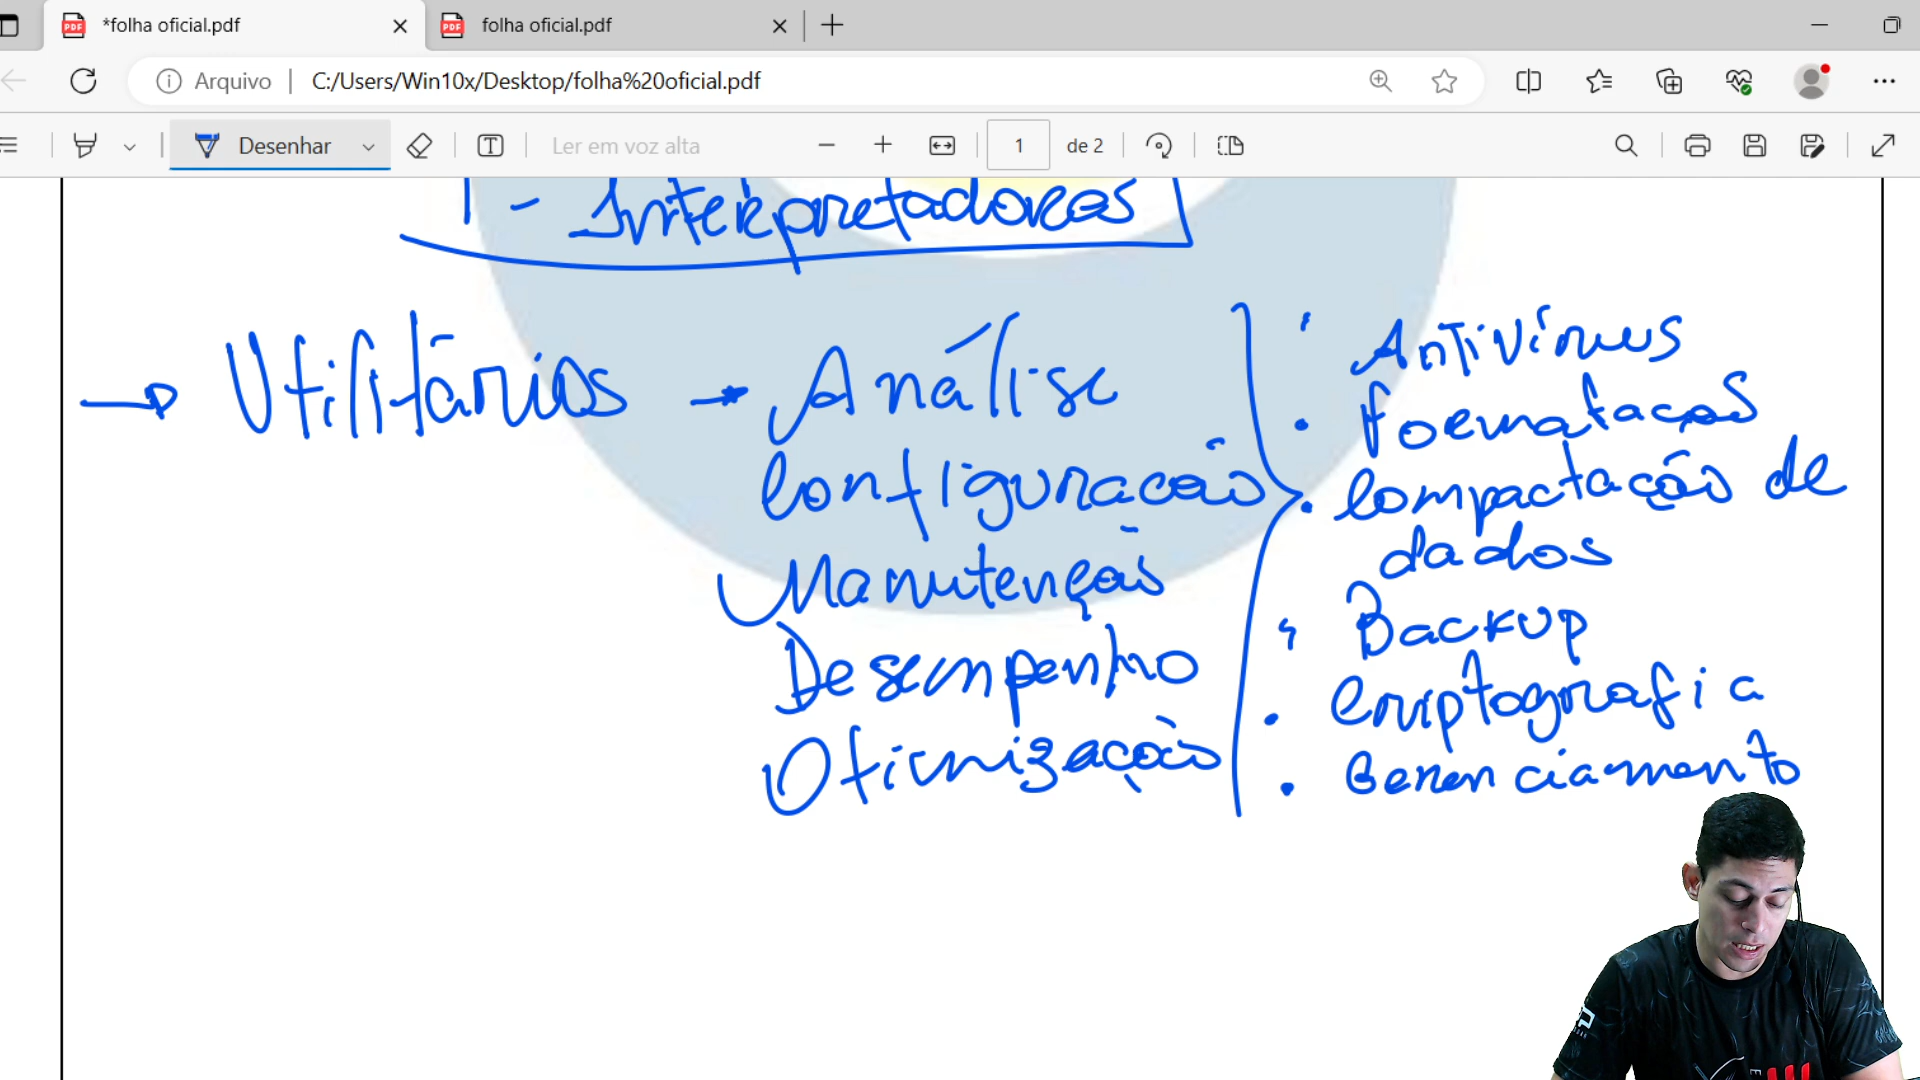 *folha oficial.pdf
folha oficial.pdf
Arquivo
C:/Users/Win10x/Desktop/folha%20oficial.pdf
Desenhar
Ler em voz alta
1
de 2
- Interpretadores
Utilitários
Análise
Configuração
Manutenção
Desempenho
Otimização
Antivírus
formatação
Compactação de
dados
Backup
Criptografia
Gerenciamento